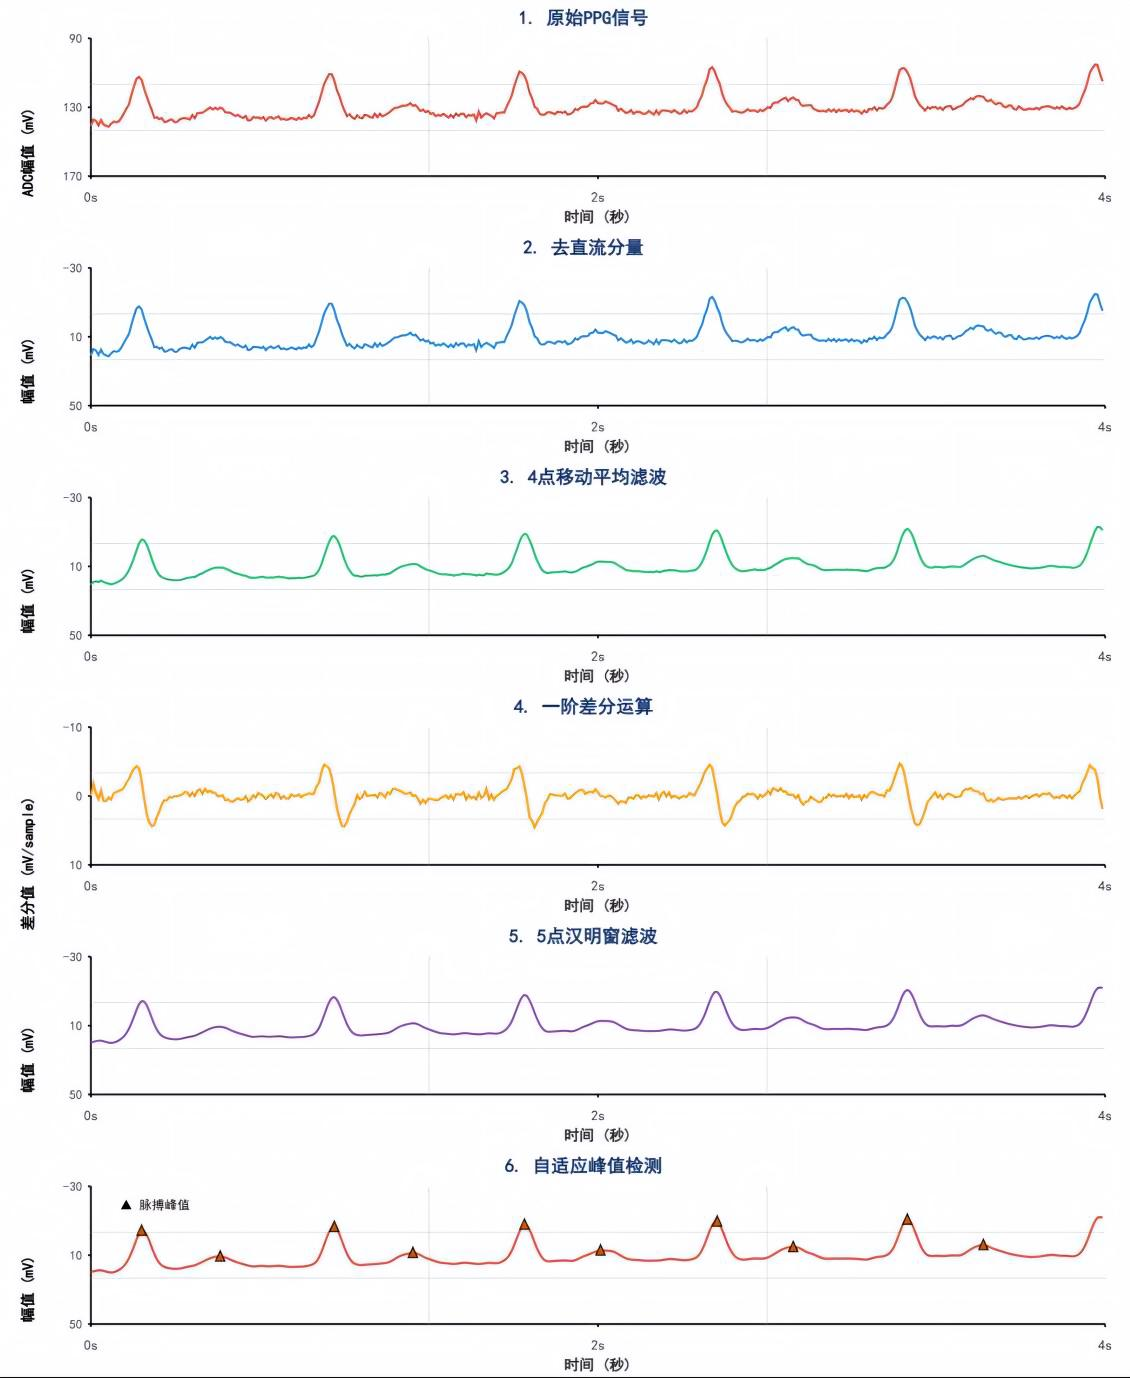 1. 原始PPG信号
90
130
170
ADC幅值 (mV)
0s
2s
4s
时间 (秒)
2. 去直流分量
-30
10
50
幅值 (mV)
0s
2s
4s
时间 (秒)
3. 4点移动平均滤波
-30
10
50
幅值 (mV)
0s
2s
4s
时间 (秒)
4. 一阶差分运算
-10
0
10
差分值 (mV/sample)
0s
2s
4s
时间 (秒)
5. 5点汉明窗滤波
-30
10
50
幅值 (mV)
0s
2s
4s
时间 (秒)
6. 自适应峰值检测
-30
10
50
幅值 (mV)
▲ 脉搏峰值
0s
2s
4s
时间 (秒)